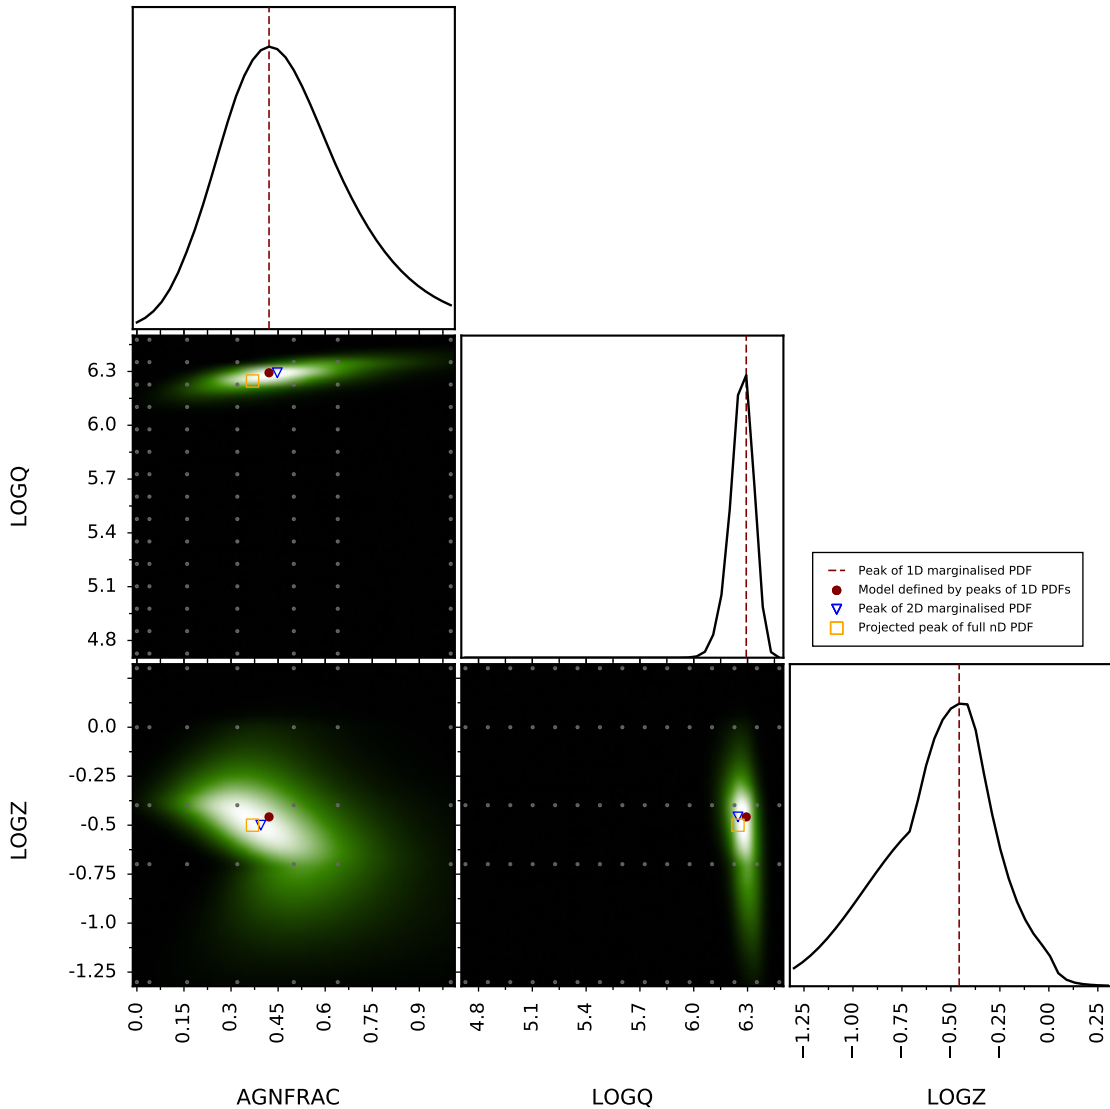 LOGQ
6.3
6.0
5.7
5.4
5.1
4.8
Peak of 1D marginalised PDF
Model defined by peaks of 1D PDFs
Peak of 2D marginalised PDF
Projected peak of full nD PDF
LOGZ
0.0
-0.25
-0.5
-0.75
-1.0
-1.25
0.0 0.15 0.3 0.45 0.6 0.75 0.9
4.8 5.1 5.4 5.7 6.0 6.3
−1.25 −1.00 −0.75 −0.50 −0.25 0.00 0.25
AGNFRAC LOGQ LOGZ